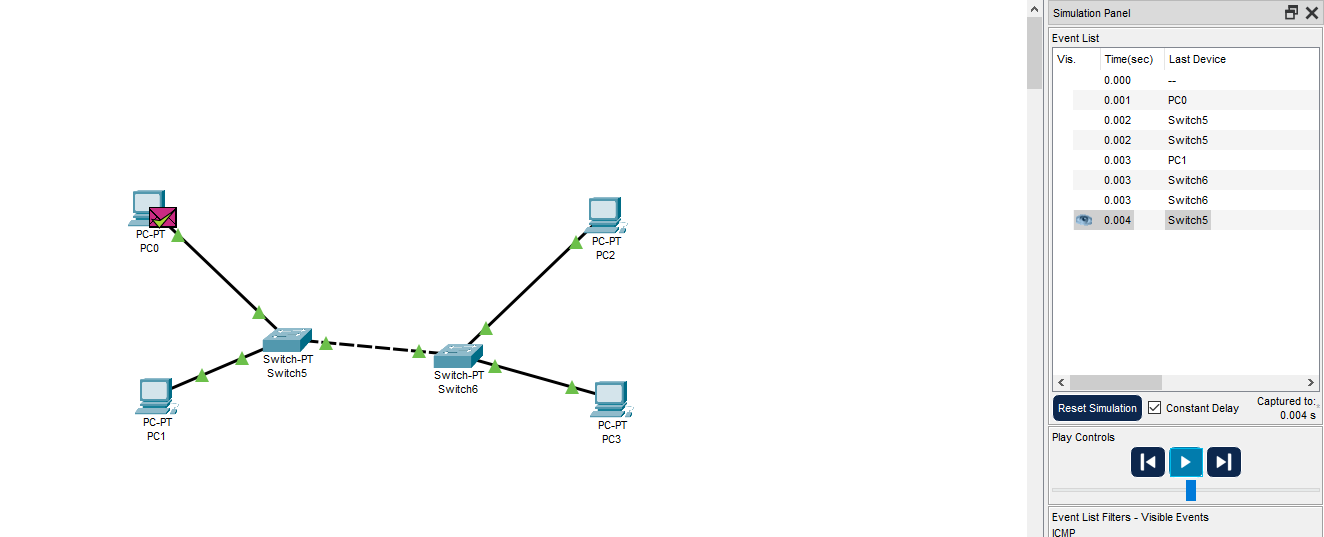 Simulation Panel
Event List
Vis. Time(sec) Last Device
0.000 --
0.001 PC0
0.002 Switch5
0.002 Switch5
0.003 PC1
0.003 Switch6
0.003 Switch6
0.004 Switch5
PC-PT
PC0
PC-PT
PC2
Switch-PT
Switch5
Switch-PT
Switch6
PC-PT
PC1
PC-PT
PC3
Reset Simulation Constant Delay Captured to:
0.004 s
Play Controls
Event List Filters - Visible Events
ICMP